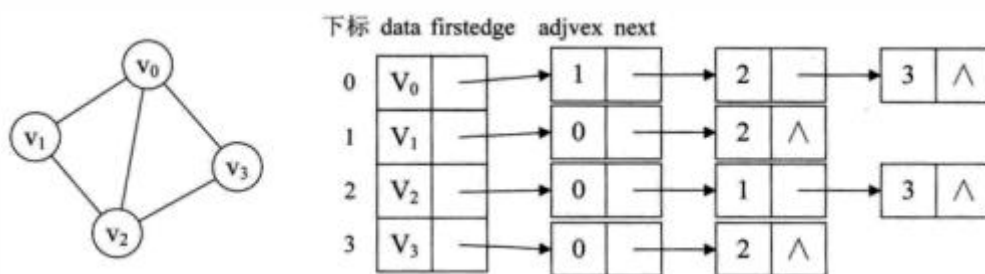 下标 data firstedge adjvex next
v₀
v₁
v₂
v₃
0 V₀ 1 2 3 ∧
1 V₁ 0 2 ∧
2 V₂ 0 1 3 ∧
3 V₃ 0 2 ∧